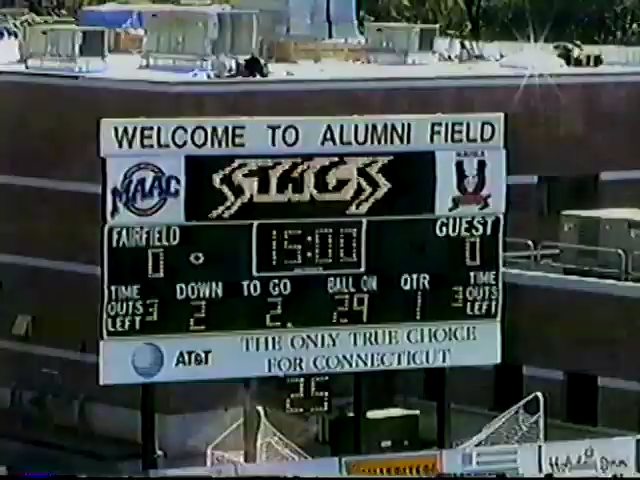 WELCOME TO ALUMNI FIELD
MAAC
STAGS
FAIRFIELD 15:00 GUEST
0 0
TIME OUTS LEFT 3 DOWN 2 TO GO 2 BALL ON 29 QTR 1 3 TIME OUTS LEFT
AT&T THE ONLY TRUE CHOICE
FOR CONNECTICUT
25